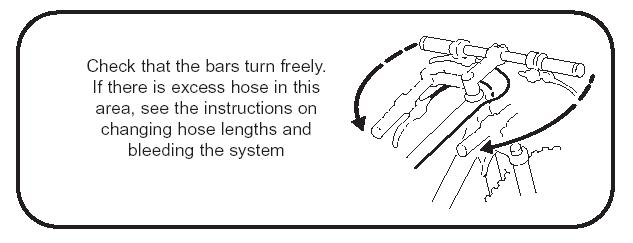 Check that the bars turn freely.
If there is excess hose in this
area, see the instructions on
changing hose lengths and
bleeding the system